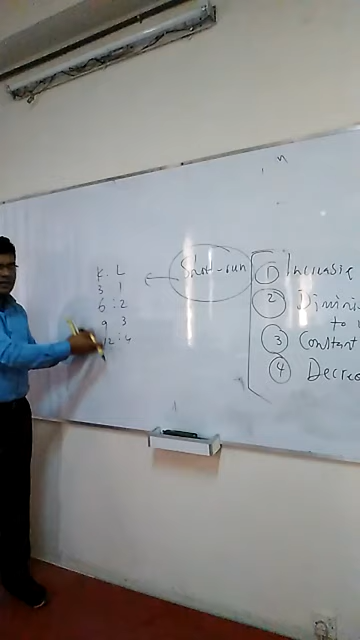 K. L
3 1
6 : 2
9 3
12 : 4
Short-run
① Increasi
② Dimini
to
③ Constant
④ Decrea